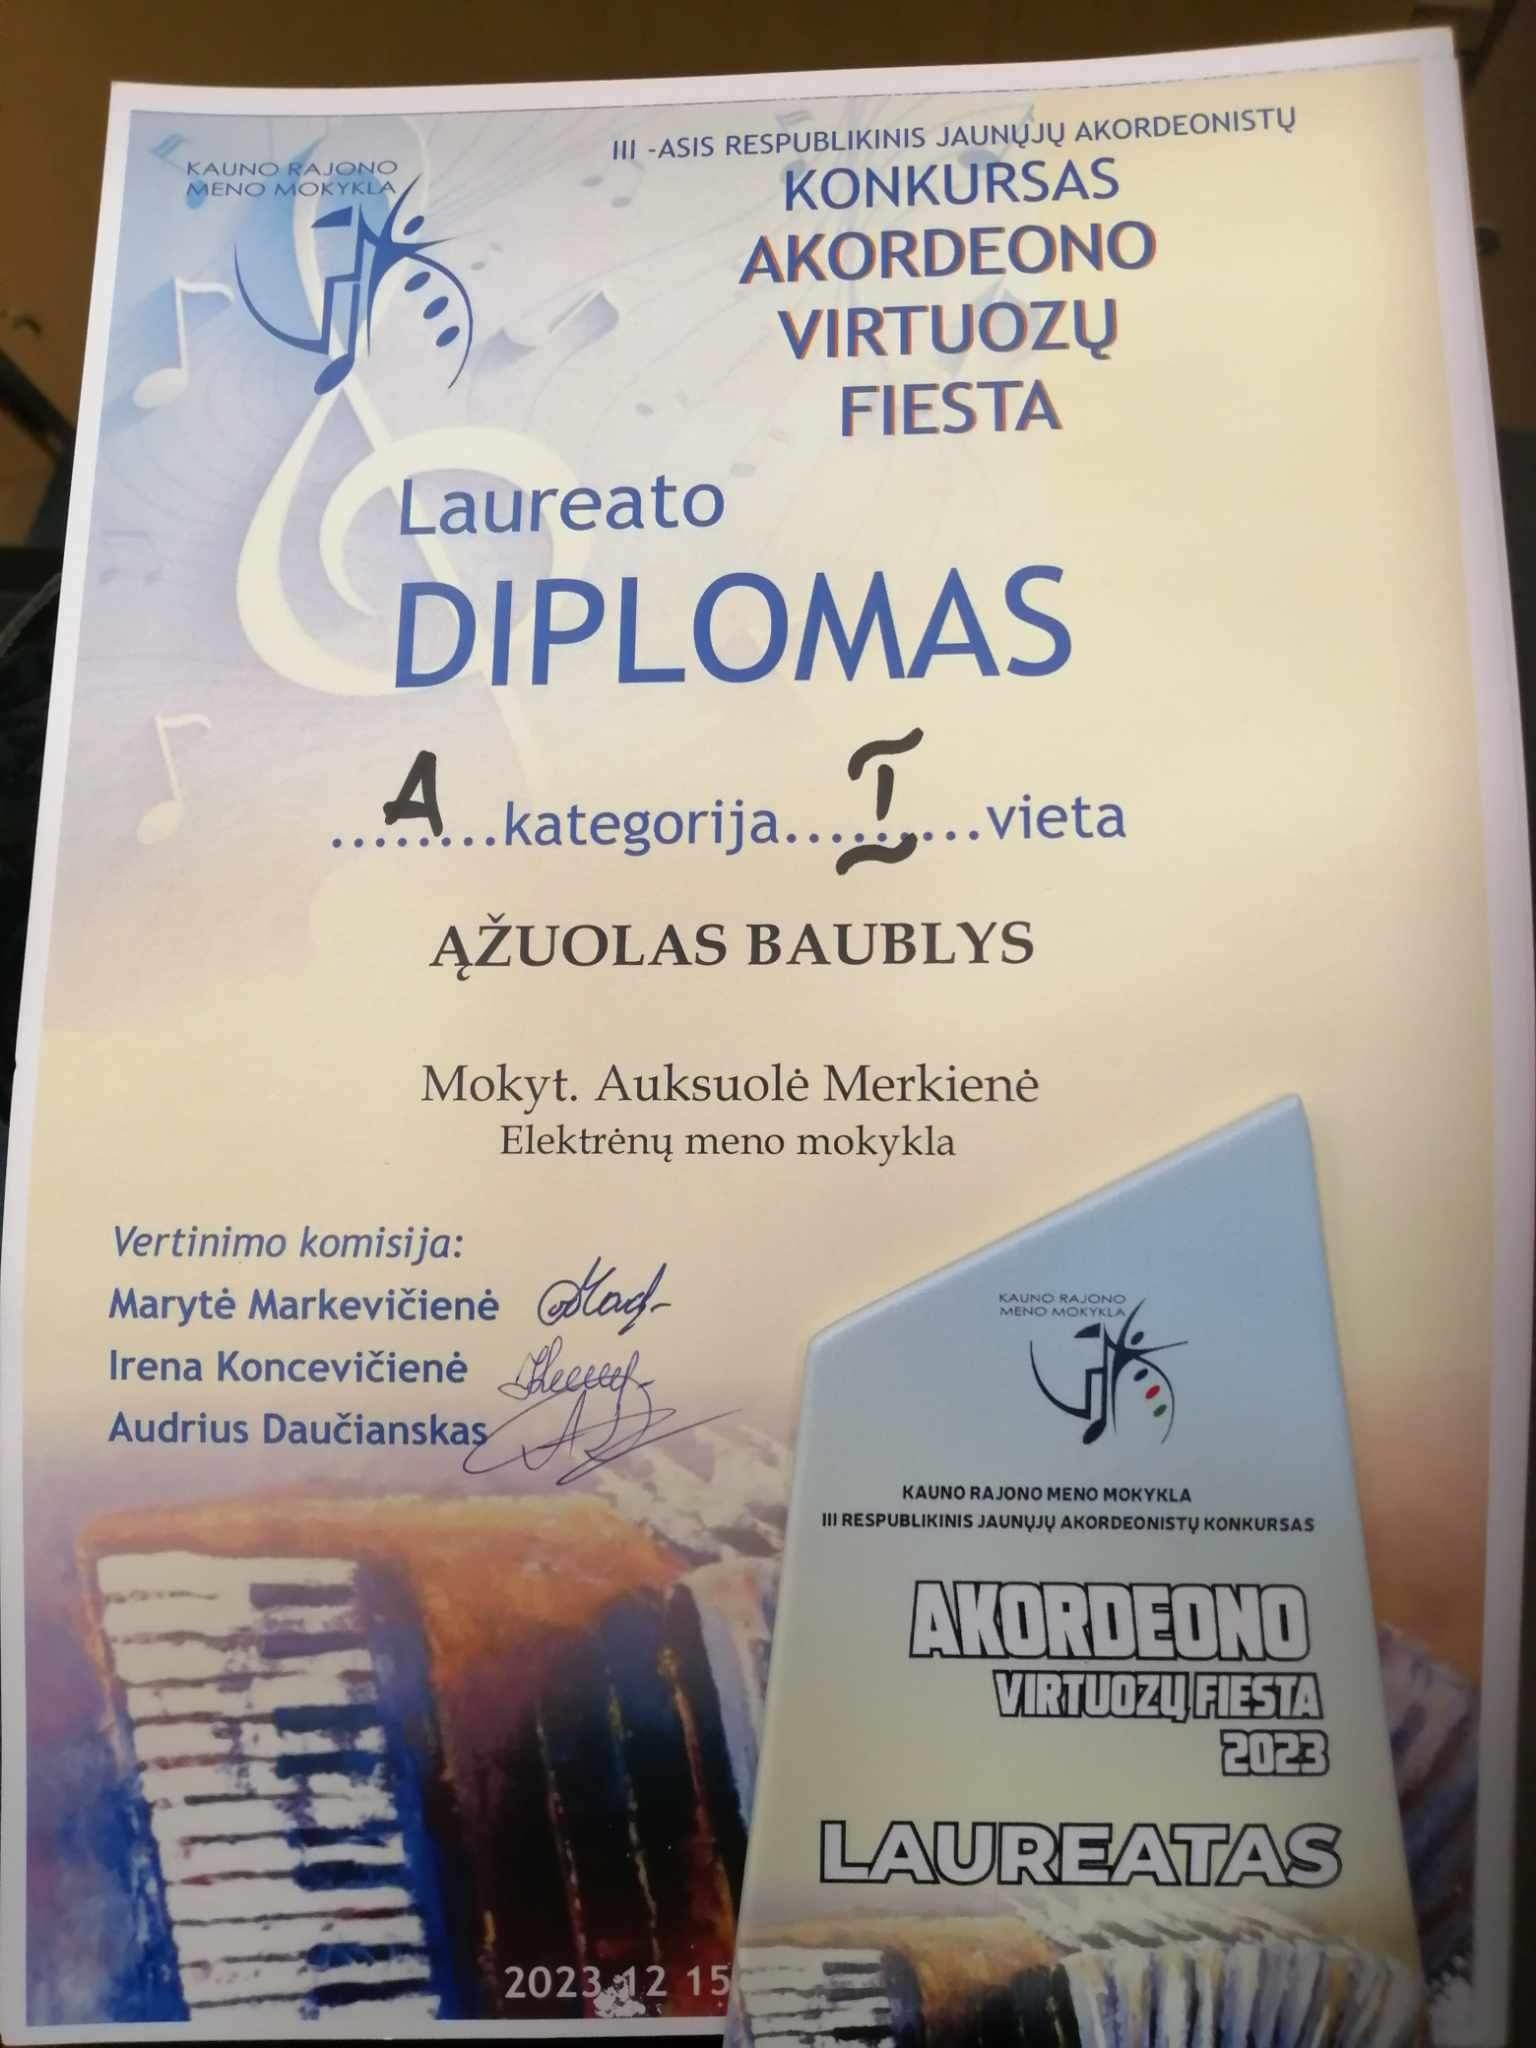 KAUNO RAJONO
MENO MOKYKLA
III -ASIS RESPUBLIKINIS JAUNŲJŲ AKORDEONISTŲ
KONKURSAS
AKORDEONO
VIRTUOZŲ
FIESTA
Laureato
DIPLOMAS
A kategorija I vieta
ĄŽUOLAS BAUBLYS
Mokyt. Auksuolė Merkienė
Elektrėnų meno mokykla
Vertinimo komisija:
Marytė Markevičienė
Irena Koncevičienė
Audrius Daučianskas
2023 12 15
KAUNO RAJONO
MENO MOKYKLA
KAUNO RAJONO MENO MOKYKLA
III RESPUBLIKINIS JAUNŲJŲ AKORDEONISTŲ KONKURSAS
AKORDEONO
VIRTUOZŲ FIESTA
2023
LAUREATAS